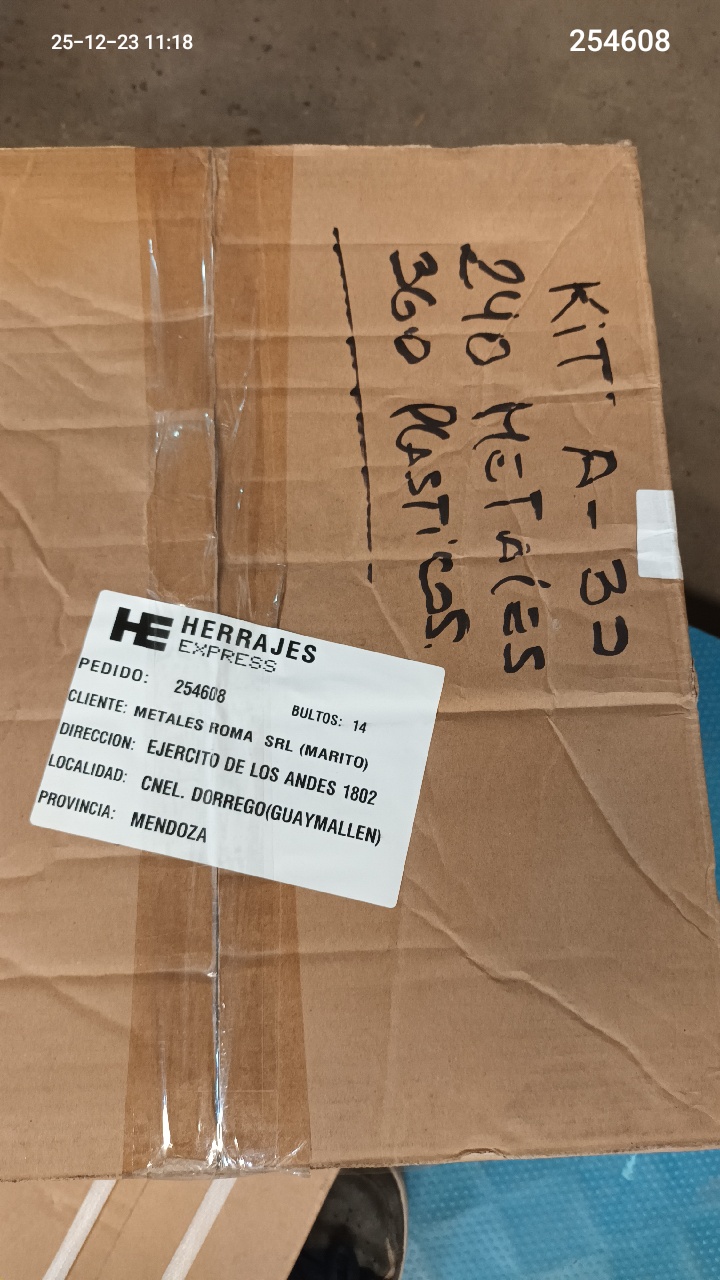 25-12-23 11:18
254608
KiT: A-30
240 METALES
360 PLASTICOS.
HE HERRAJES
EXPRESS
PEDIDO: 254608 BULTOS: 14
CLIENTE: METALES ROMA SRL (MARITO)
DIRECCION: EJERCITO DE LOS ANDES 1802
LOCALIDAD: CNEL. DORREGO(GUAYMALLEN)
PROVINCIA: MENDOZA